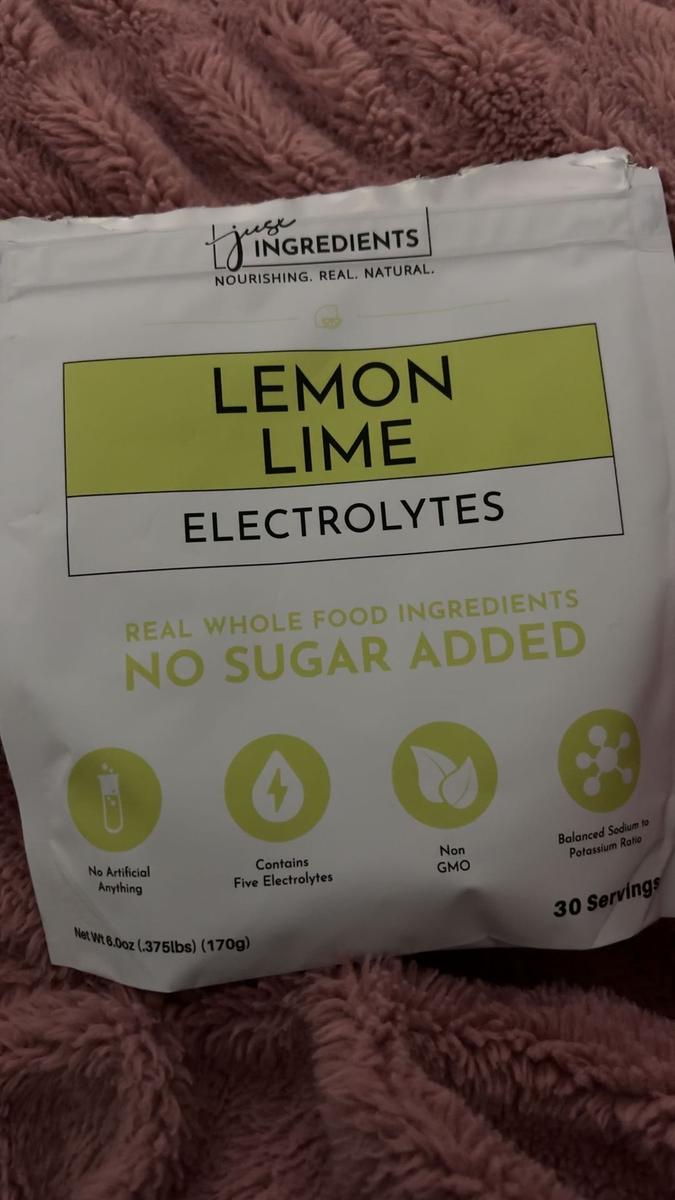 just
INGREDIENTS
NOURISHING. REAL. NATURAL.
LEMON
LIME
ELECTROLYTES
REAL WHOLE FOOD INGREDIENTS
NO SUGAR ADDED
No Artificial
Anything
Contains
Five Electrolytes
Non
GMO
Balanced Sodium to
Potassium Ratio
30 Servings
Net Wt 6.0oz (.375lbs) (170g)